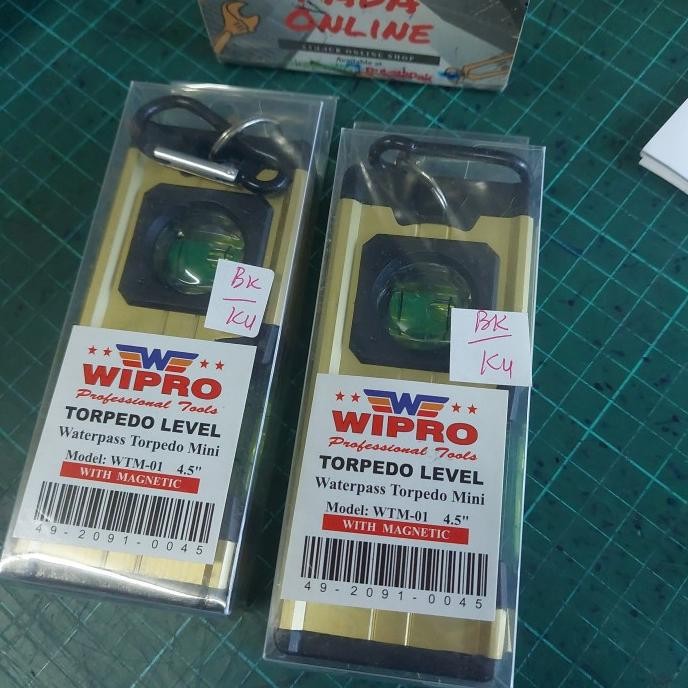 ONLINE
Available at
BK
KU
W
WIPRO
Professional Tools
TORPEDO LEVEL
Waterpass Torpedo Mini
Model: WTM-01 4.5"
WITH MAGNETIC
49-2091-0045
BK
KU
W
WIPRO
Professional Tools
TORPEDO LEVEL
Waterpass Torpedo Mini
Model: WTM-01 4.5"
WITH MAGNETIC
49-2091-0045